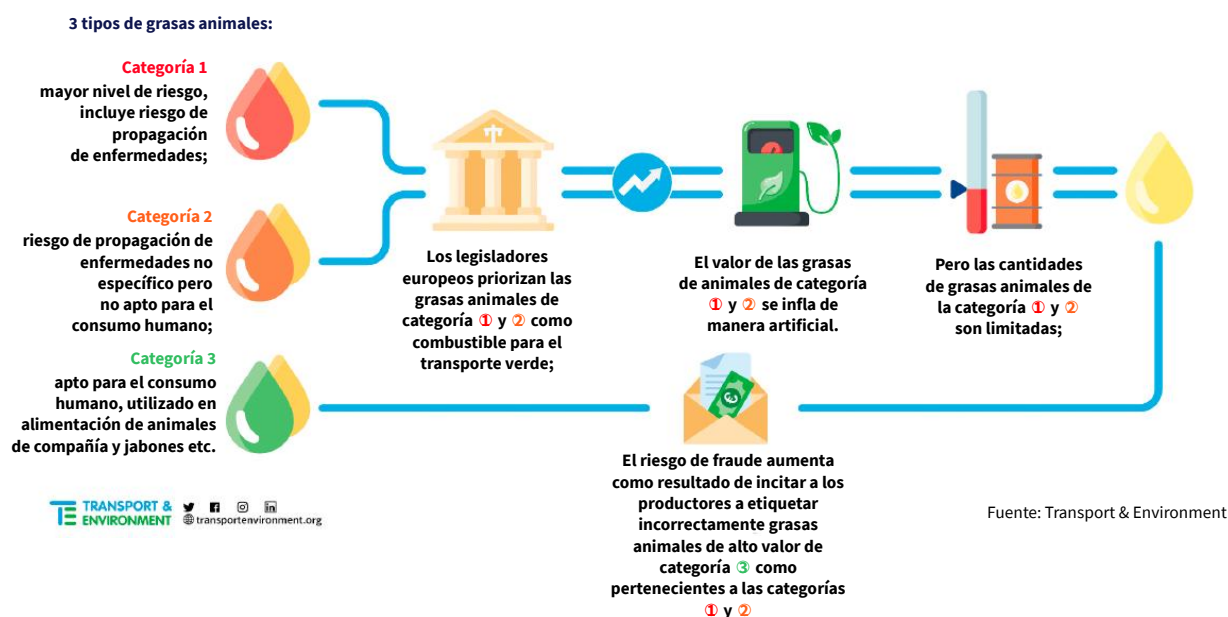 3 tipos de grasas animales:
Categoría 1
mayor nivel de riesgo,
incluye riesgo de
propagación
de enfermedades;
Categoría 2
riesgo de propagación de
enfermedades no
específico pero
no apto para el
consumo humano;
Categoría 3
apto para el consumo
humano, utilizado en
alimentación de animales
de compañía y jabones etc.
Los legisladores
europeos priorizan las
grasas animales de
categoría ① y ② como
combustible para el
transporte verde;
El valor de las grasas
de animales de categoría
① y ② se infla de
manera artificial.
Pero las cantidades
de grasas animales de
la categoría ① y ②
son limitadas;
El riesgo de fraude aumenta
como resultado de incitar a los
productores a etiquetar
incorrectamente grasas
animales de alto valor de
categoría ③ como
pertenecientes a las categorías
① y ②
TRANSPORT &
ENVIRONMENT
transportenvironment.org
Fuente: Transport & Environment